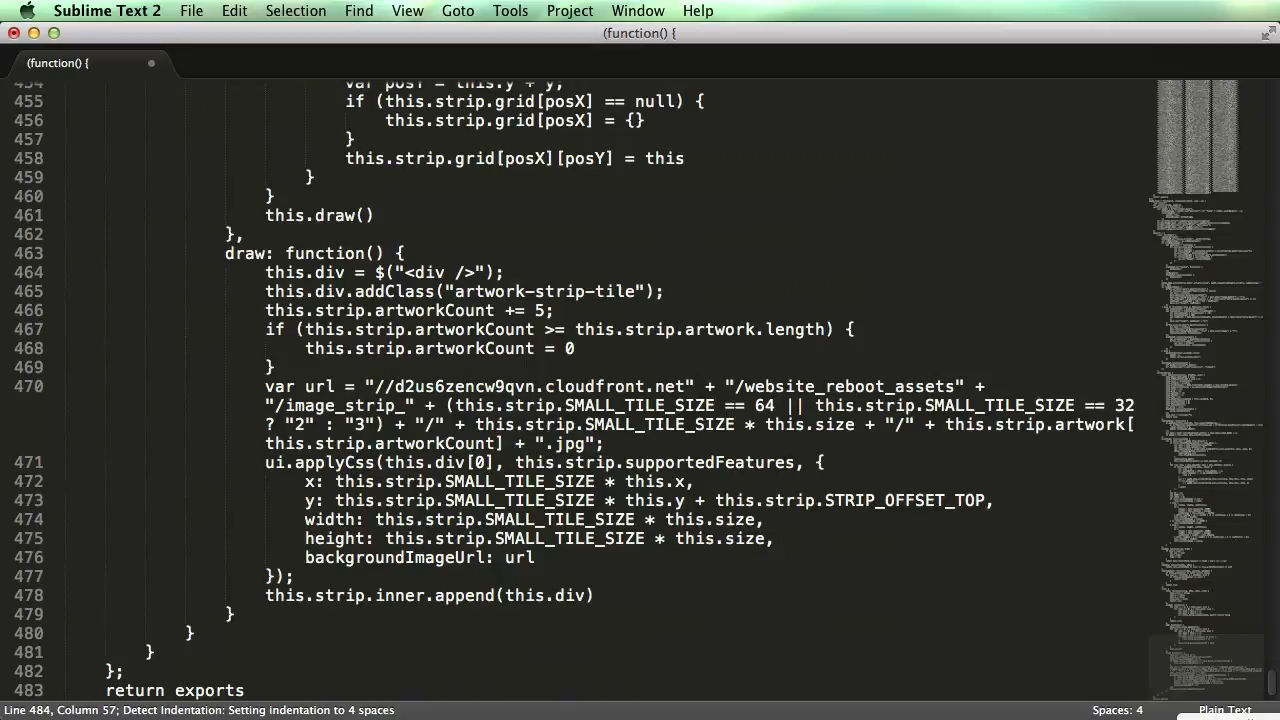 Sublime Text 2 File Edit Selection Find View Goto Tools Project Window Help
(function() {
(function() {
454 var posY = this.y + y;
455 if (this.strip.grid[posX] == null) {
456 this.strip.grid[posX] = {}
457 }
458 this.strip.grid[posX][posY] = this
459 }
460 }
461 this.draw()
462 },
463 draw: function() {
464 this.div = $("<div />");
465 this.div.addClass("artwork-strip-tile");
466 this.strip.artworkCount += 5;
467 if (this.strip.artworkCount >= this.strip.artwork.length) {
468 this.strip.artworkCount = 0
469 }
470 var url = "//d2us6ze0cwsvvn.cloudfront.net" + "/website_reboot_assets" +
"/image_strip_" + (this.strip.SMALL_TILE_SIZE == 64 || this.strip.SMALL_TILE_SIZE == 32
? "2" : "3") + "/" + this.strip.SMALL_TILE_SIZE * this.size + "/" + this.strip.artwork[
this.strip.artworkCount] + ".jpg";
471 ui.applyCss(this.div[0], this.strip.supportedFeatures, {
472 x: this.strip.SMALL_TILE_SIZE * this.x,
473 y: this.strip.SMALL_TILE_SIZE * this.y + this.strip.STRIP_OFFSET_TOP,
474 width: this.strip.SMALL_TILE_SIZE * this.size,
475 height: this.strip.SMALL_TILE_SIZE * this.size,
476 backgroundImageUrl: url
477 });
478 this.strip.inner.append(this.div)
479 }
480 }
481 }
482 };
483 return exports
Line 484, Column 57; Detect Indentation: Setting indentation to 4 spaces Spaces: 4 Plain Text